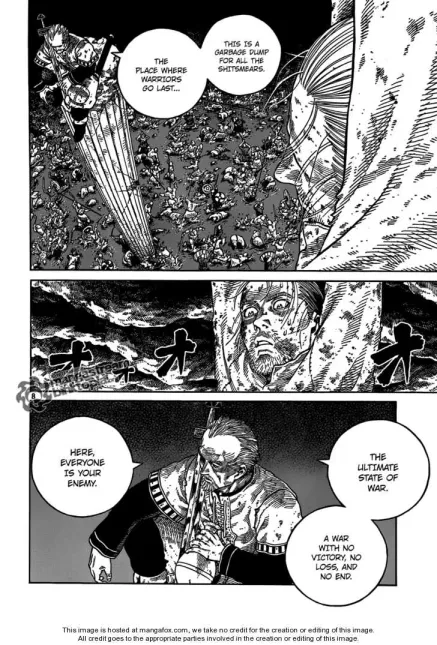 THIS IS A
GARBAGE DUMP
FOR ALL THE
SHITSMEARS.
THE
PLACE WHERE
WARRIORS
GO LAST...
オ オ オ オ
8
THE
ULTIMATE
STATE OF
WAR.
HERE,
EVERYONE
IS YOUR
ENEMY.
A WAR
WITH NO
VICTORY, NO
LOSS, AND
NO END.
This image is hosted at mangafox.com, we take no credit for the creation or editing of this image.
All credit goes to the appropriate parties involved in the creation or editing of this image.